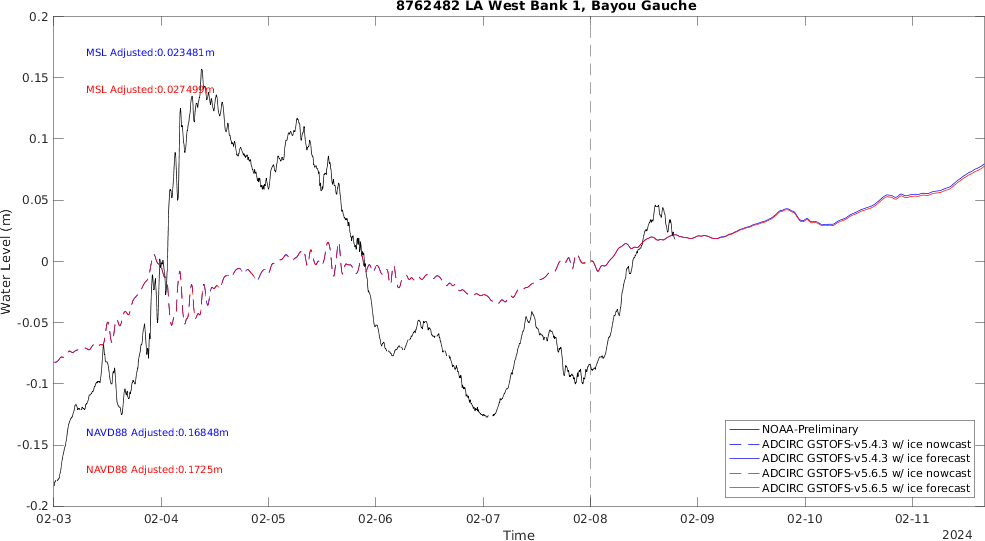 8762482 LA West Bank 1, Bayou Gauche
0.2
0.15
0.1
0.05
0
-0.05
-0.1
-0.15
-0.2
Water Level (m)
MSL Adjusted:0.023481m
MSL Adjusted:0.027499m
NAVD88 Adjusted:0.16848m
NAVD88 Adjusted:0.1725m
NOAA-Preliminary
ADCIRC GSTOFS-v5.4.3 w/ ice nowcast
ADCIRC GSTOFS-v5.4.3 w/ ice forecast
ADCIRC GSTOFS-v5.6.5 w/ ice nowcast
ADCIRC GSTOFS-v5.6.5 w/ ice forecast
02-03 02-04 02-05 02-06 02-07 02-08 02-09 02-10 02-11
Time
2024